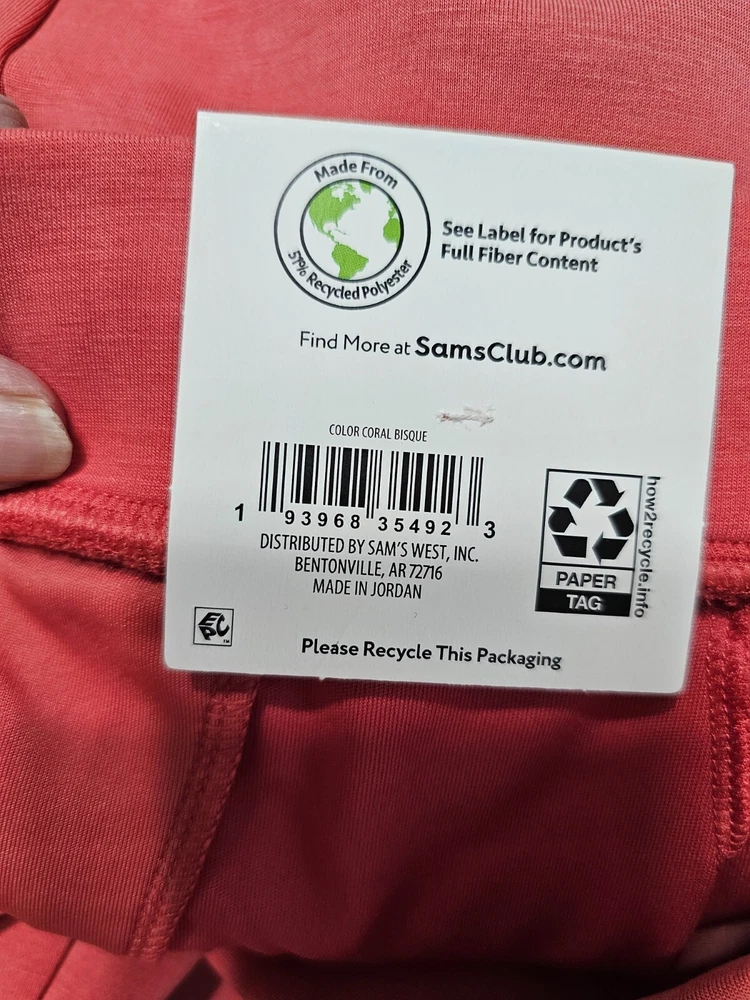 Made From
51% Recycled Polyester
See Label for Product's
Full Fiber Content
Find More at SamsClub.com
COLOR CORAL BISQUE
1 93968 35492 3
DISTRIBUTED BY SAM'S WEST, INC.
BENTONVILLE, AR 72716
MADE IN JORDAN
how2recycle.info
PAPER
TAG
EPC™
Please Recycle This Packaging